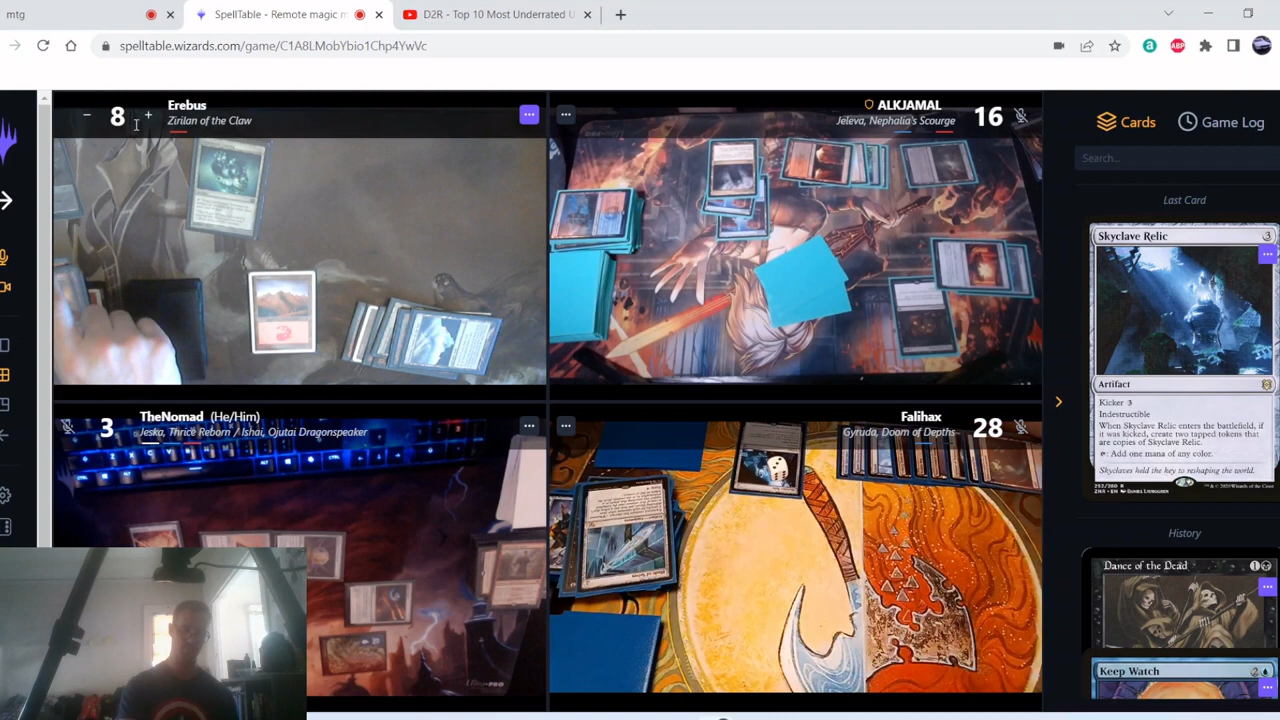 mtg
SpellTable - Remote magic m
D2R - Top 10 Most Underrated U
spelltable.wizards.com/game/C1A8LMobYbio1Chp4YwVc
ABP
8
Erebus
Zirilan of the Claw
ALKJAMAL
Jeleva, Nephalia's Scourge
16
3
TheNomad (He/Him)
Jeska, Thrice Reborn / Ishai, Ojutai Dragonspeaker
Falihax
Gyruda, Doom of Depths
28
Cards
Game Log
Search...
Last Card
Skyclave Relic
3
Artifact
Kicker 3
Indestructible
When Skyclave Relic enters the battlefield, if
it was kicked, create two tapped tokens that
are copies of Skyclave Relic.
: Add one mana of any color.
Skyclaves held the key to reshaping the world.
History
Dance of the Dead
1
Keep Watch
2